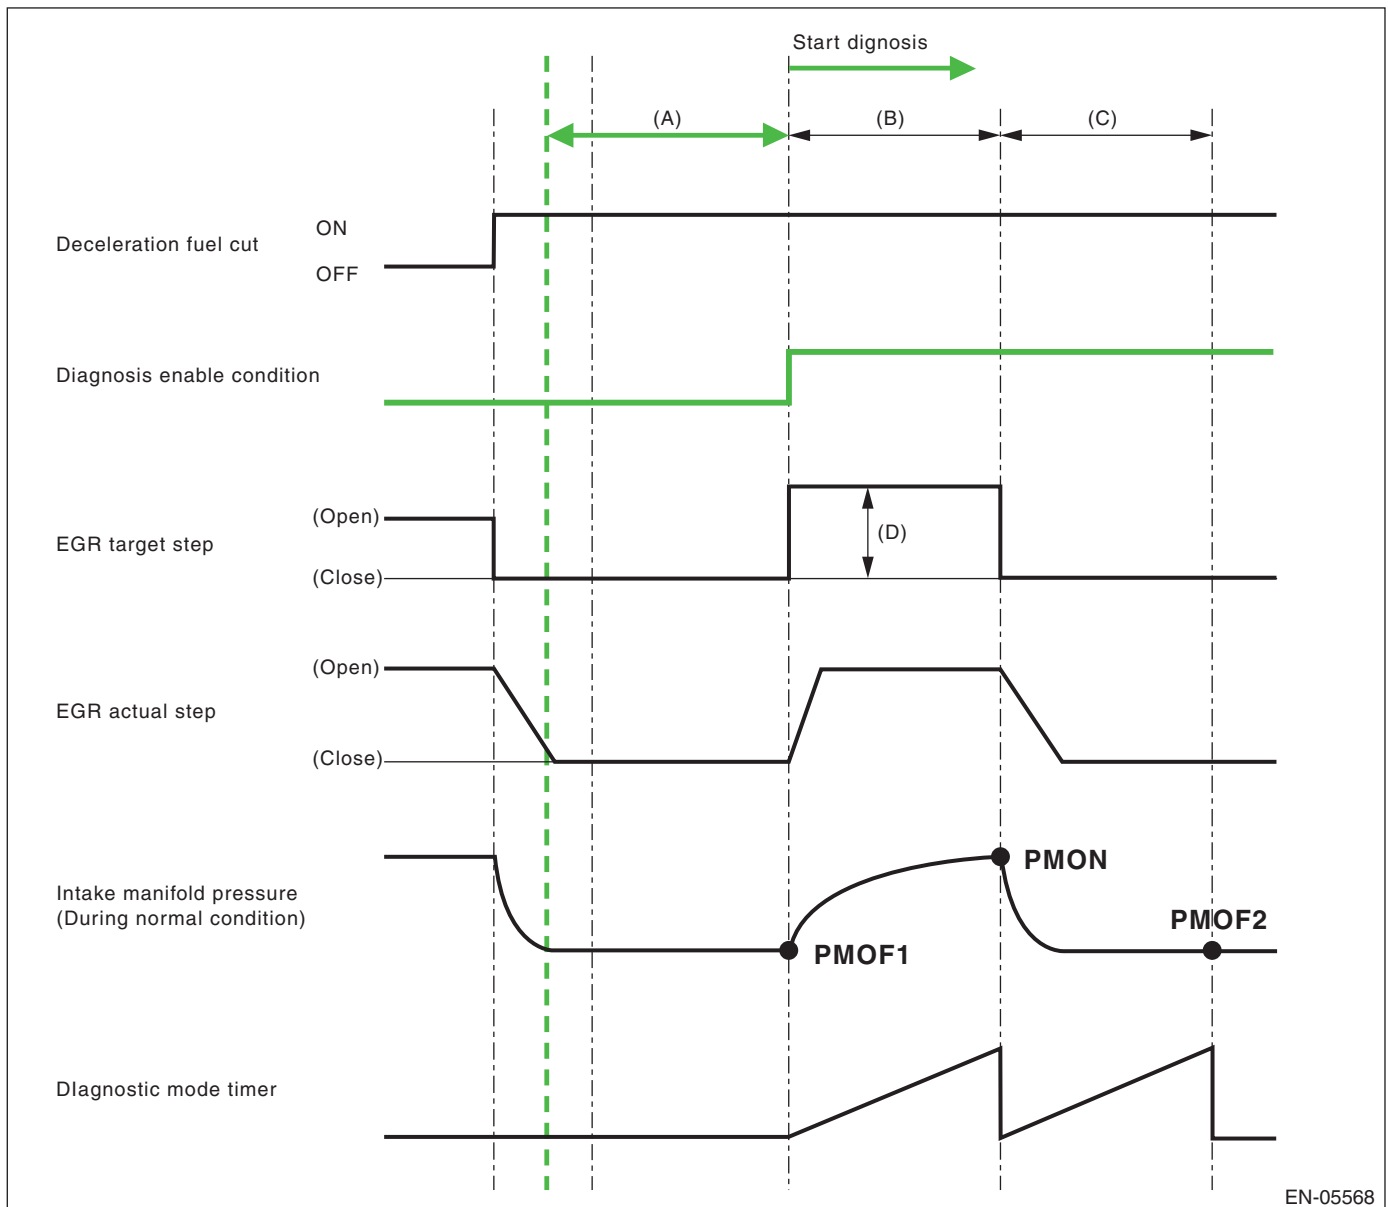 Start dignosis
(A)
(B)
(C)
Deceleration fuel cut
ON
OFF
Diagnosis enable condition
EGR target step
(Open)
(Close)
(D)
EGR actual step
(Open)
(Close)
Intake manifold pressure
(During normal condition)
PMON
PMOF1
PMOF2
DIagnostic mode timer
EN-05568